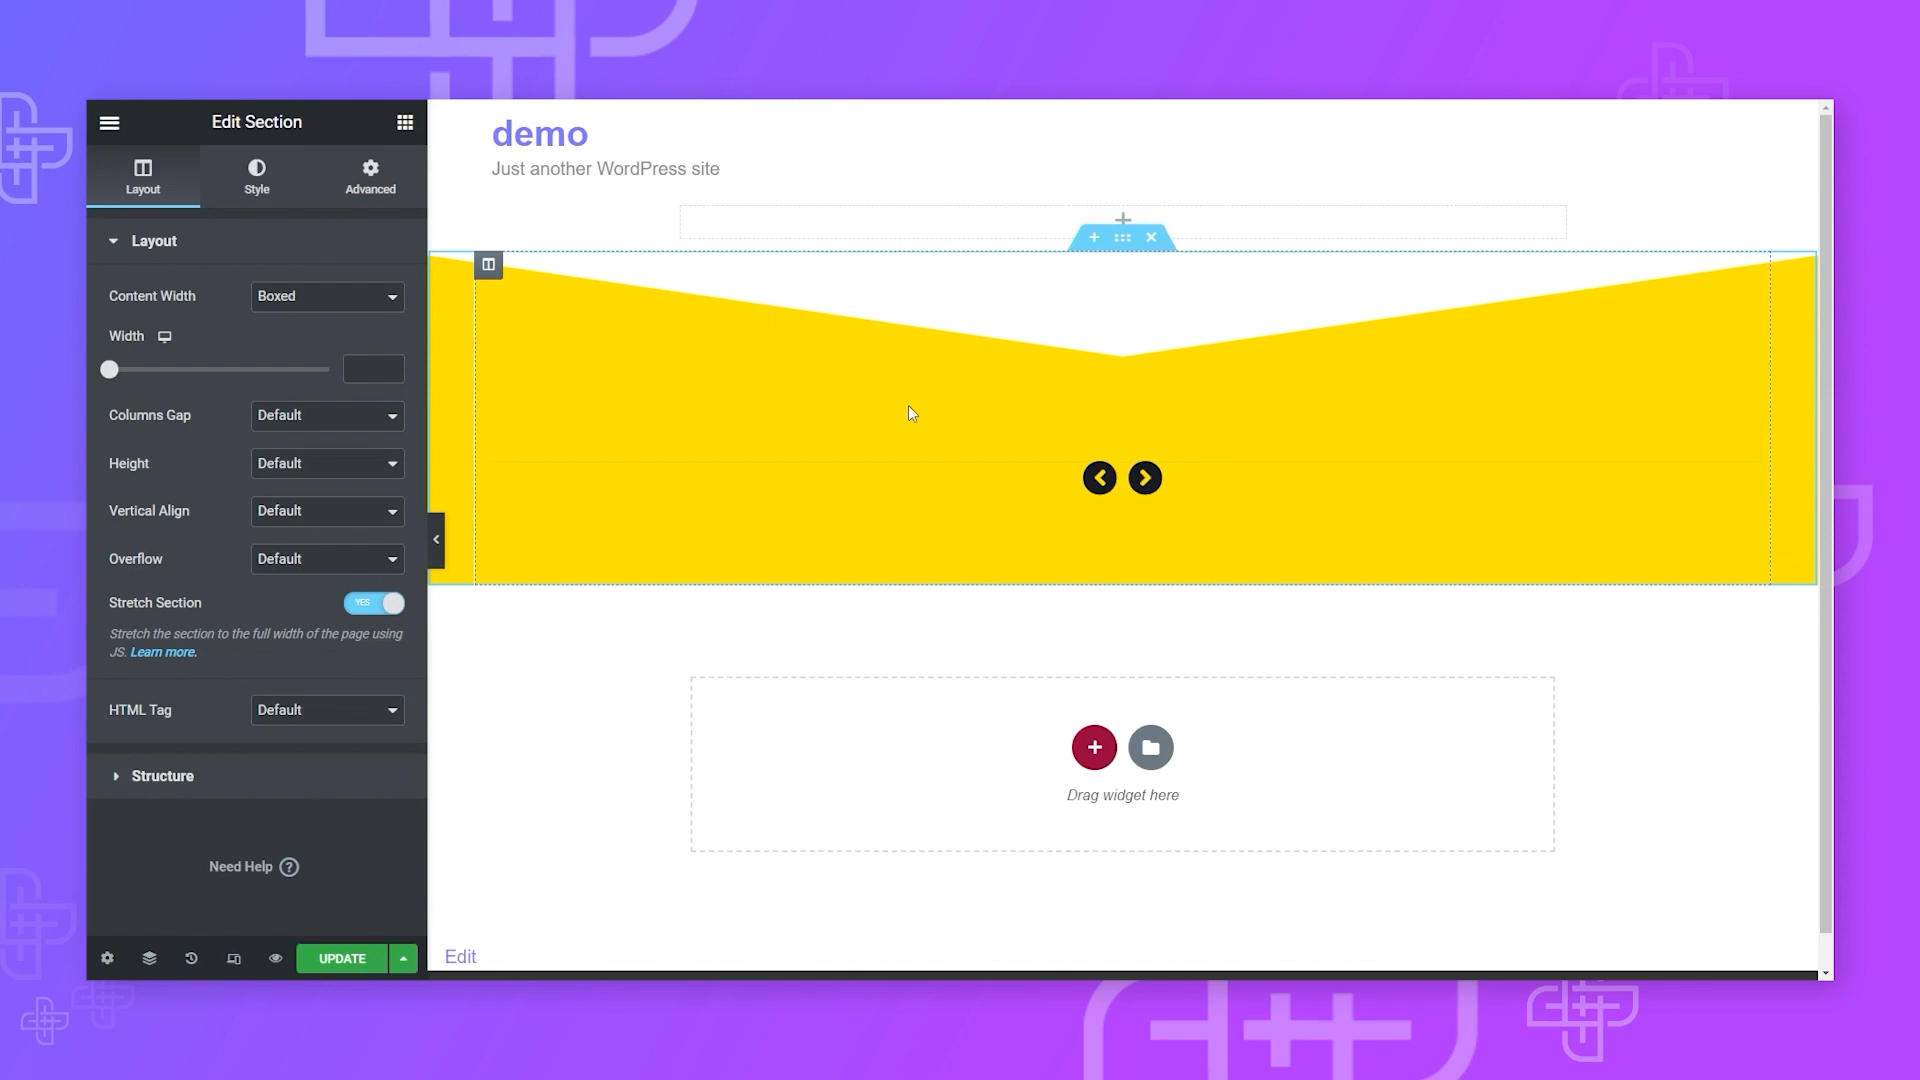 Edit Section
Layout
Style
Advanced
Layout
Content Width
Boxed
Width
Columns Gap
Default
Height
Default
Vertical Align
Default
Overflow
Default
Stretch Section
YES
Stretch the section to the full width of the page using
JS. Learn more.
HTML Tag
Default
Structure
Need Help
UPDATE
demo
Just another WordPress site
Drag widget here
Edit